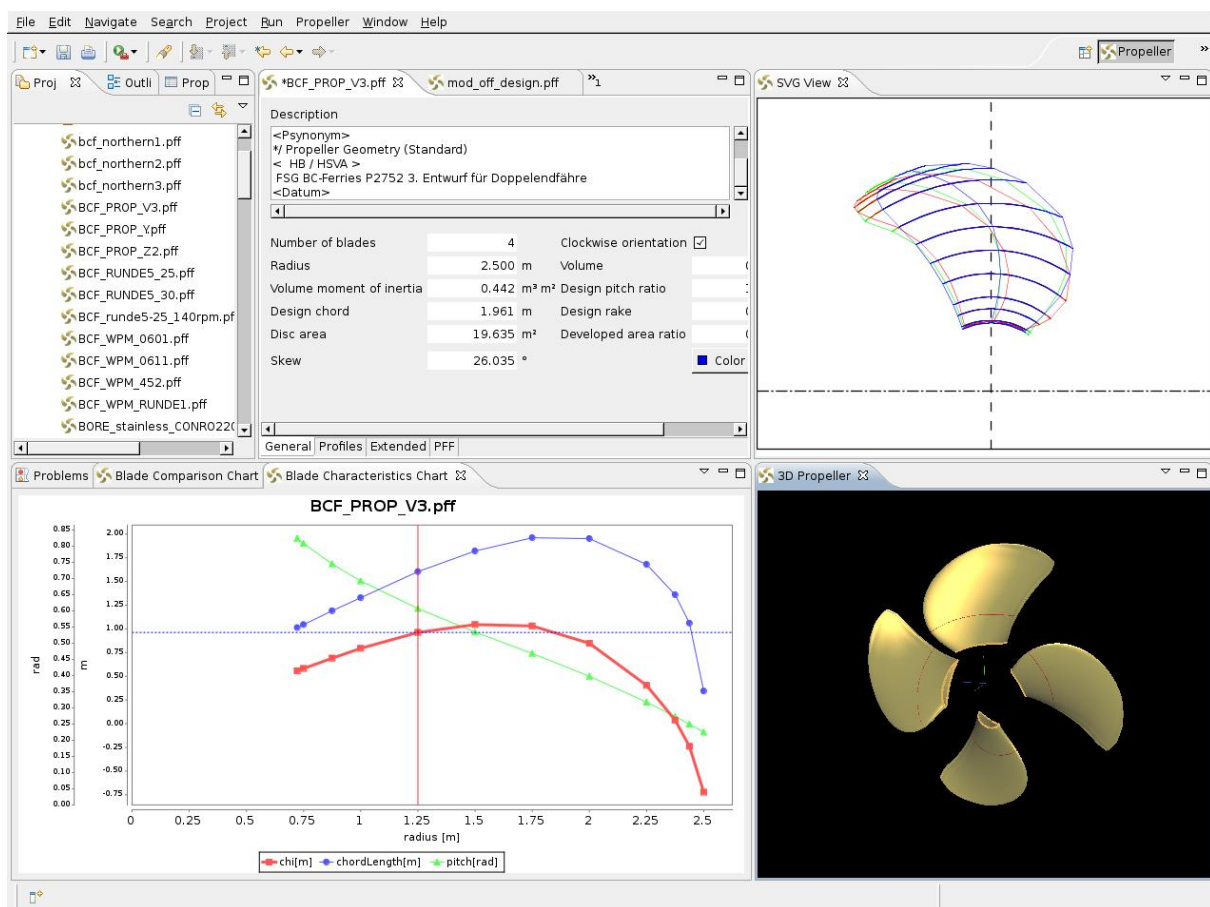 File Edit Navigate Search Project Run Propeller Window Help
Propeller »
Proj Outli Prop
bcf_northern1.pff
bcf_northern2.pff
bcf_northern3.pff
BCF_PROP_V3.pff
BCF_PROP_Y.pff
BCF_PROP_Z2.pff
BCF_RUNDE5_25.pff
BCF_RUNDE5_30.pff
BCF_runde5-25_140rpm.pf
BCF_WPM_0601.pff
BCF_WPM_0611.pff
BCF_WPM_452.pff
BCF_WPM_RUNDE1.pff
BORE_stainless_CONRO220
*BCF_PROP_V3.pff mod_off_design.pff »1
Description
<Psynonym>
*/ Propeller Geometry (Standard)
< HB / HSVA >
FSG BC-Ferries P2752 3. Entwurf für Doppelendfähre
<Datum>
Number of blades 4 Clockwise orientation
Radius 2.500 m Volume
Volume moment of inertia 0.442 m³ m² Design pitch ratio
Design chord 1.961 m Design rake
Disc area 19.635 m² Developed area ratio
Skew 26.035 ° Color
General Profiles Extended PFF
SVG View
Problems Blade Comparison Chart Blade Characteristics Chart
BCF_PROP_V3.pff
0.85
0.80
0.75
0.70
0.65
0.60
0.55
0.50
0.45
0.40
0.35
0.30
0.25
0.20
0.15
0.10
0.05
0.00
rad
2.00
1.75
1.50
1.25
1.00
0.75
0.50
0.25
0.00
-0.25
-0.50
-0.75
m
0 0.25 0.5 0.75 1 1.25 1.5 1.75 2 2.25 2.5
radius [m]
chi[m] chordLength[m] pitch[rad]
3D Propeller